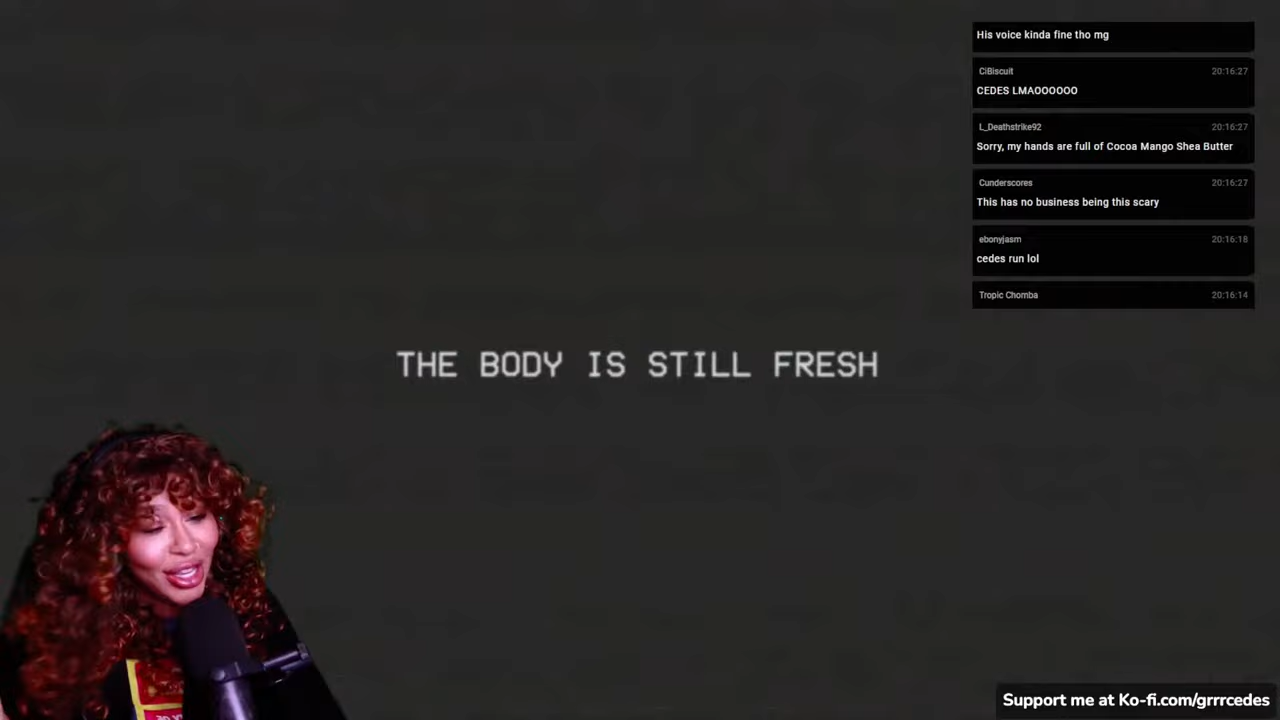 His voice kinda fine tho mg
CiBiscuit 20:16:27
CEDES LMAOOOOOO
L_Deathstrike92 20:16:27
Sorry, my hands are full of Cocoa Mango Shea Butter
Cunderscores 20:16:27
This has no business being this scary
ebonyjasm 20:16:18
cedes run lol
Tropic Chomba 20:16:14
THE BODY IS STILL FRESH
Support me at Ko-fi.com/grrrcedes